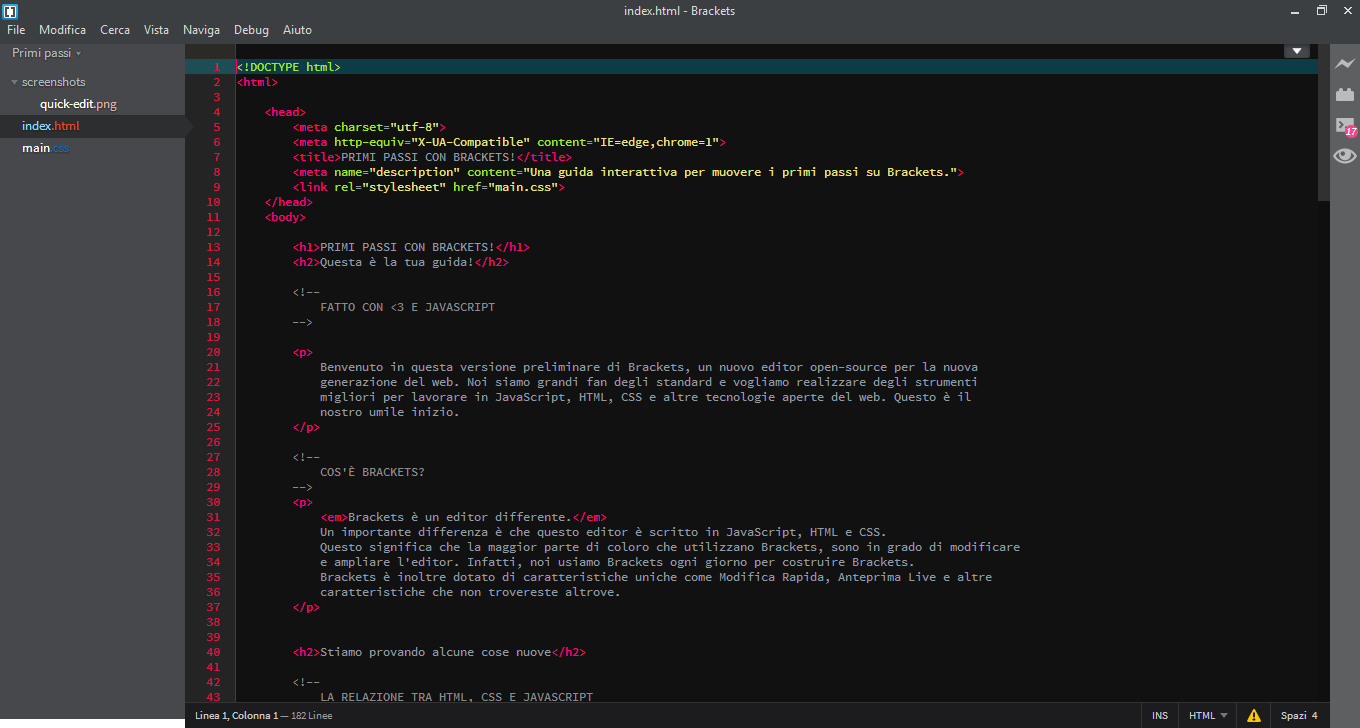 index.html - Brackets
File Modifica Cerca Vista Naviga Debug Aiuto
Primi passi
screenshots
quick-edit.png
index.html
main.css
1 <!DOCTYPE html>
2 <html>
3
4 <head>
5 <meta charset="utf-8">
6 <meta http-equiv="X-UA-Compatible" content="IE=edge,chrome=1">
7 <title>PRIMI PASSI CON BRACKETS!</title>
8 <meta name="description" content="Una guida interattiva per muovere i primi passi su Brackets.">
9 <link rel="stylesheet" href="main.css">
10 </head>
11 <body>
12
13 <h1>PRIMI PASSI CON BRACKETS!</h1>
14 <h2>Questa è la tua guida!</h2>
15
16 <!--
17 FATTO CON <3 E JAVASCRIPT
18 -->
19
20 <p>
21 Benvenuto in questa versione preliminare di Brackets, un nuovo editor open-source per la nuova
22 generazione del web. Noi siamo grandi fan degli standard e vogliamo realizzare degli strumenti
23 migliori per lavorare in JavaScript, HTML, CSS e altre tecnologie aperte del web. Questo è il
24 nostro umile inizio.
25 </p>
26
27 <!--
28 COS'È BRACKETS?
29 -->
30 <p>
31 <em>Brackets è un editor differente.</em>
32 Un importante differenza è che questo editor è scritto in JavaScript, HTML e CSS.
33 Questo significa che la maggior parte di coloro che utilizzano Brackets, sono in grado di modificare
34 e ampliare l'editor. Infatti, noi usiamo Brackets ogni giorno per costruire Brackets.
35 Brackets è inoltre dotato di caratteristiche uniche come Modifica Rapida, Anteprima Live e altre
36 caratteristiche che non trovereste altrove.
37 </p>
38
39
40 <h2>Stiamo provando alcune cose nuove</h2>
41
42 <!--
43 LA RELAZIONE TRA HTML, CSS E JAVASCRIPT
17
Linea 1, Colonna 1 — 182 Linee INS HTML Spazi 4